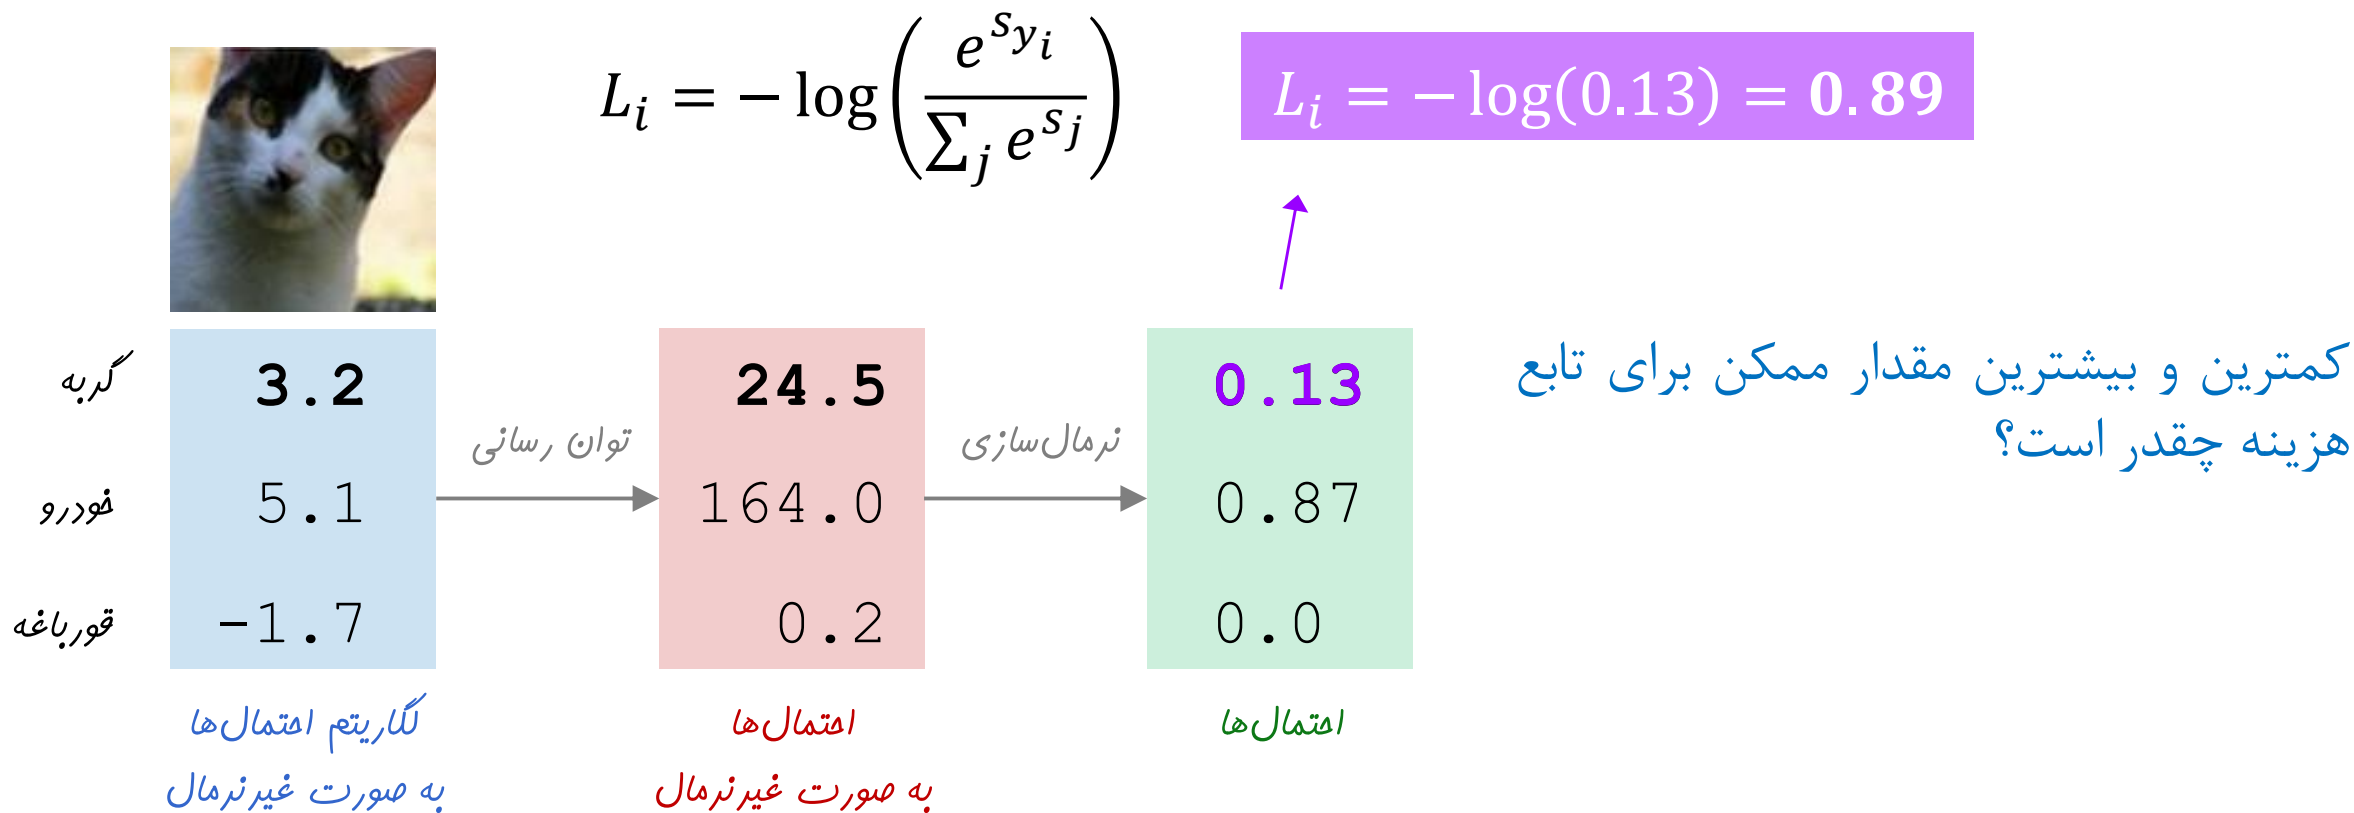 L_i = − log(e^{s_{y_i}} / ∑_j e^{s_j})
L_i = − log(0.13) = 0.89
گربه 3.2 24.5 0.13
توان رسانی نرمال‌سازی
خودرو 5.1 164.0 0.87
قورباغه -1.7 0.2 0.0
لگاریتم احتمال‌ها
به صورت غیرنرمال
احتمال‌ها
به صورت غیرنرمال
احتمال‌ها
کمترین و بیشترین مقدار ممکن برای تابع
هزینه چقدر است؟